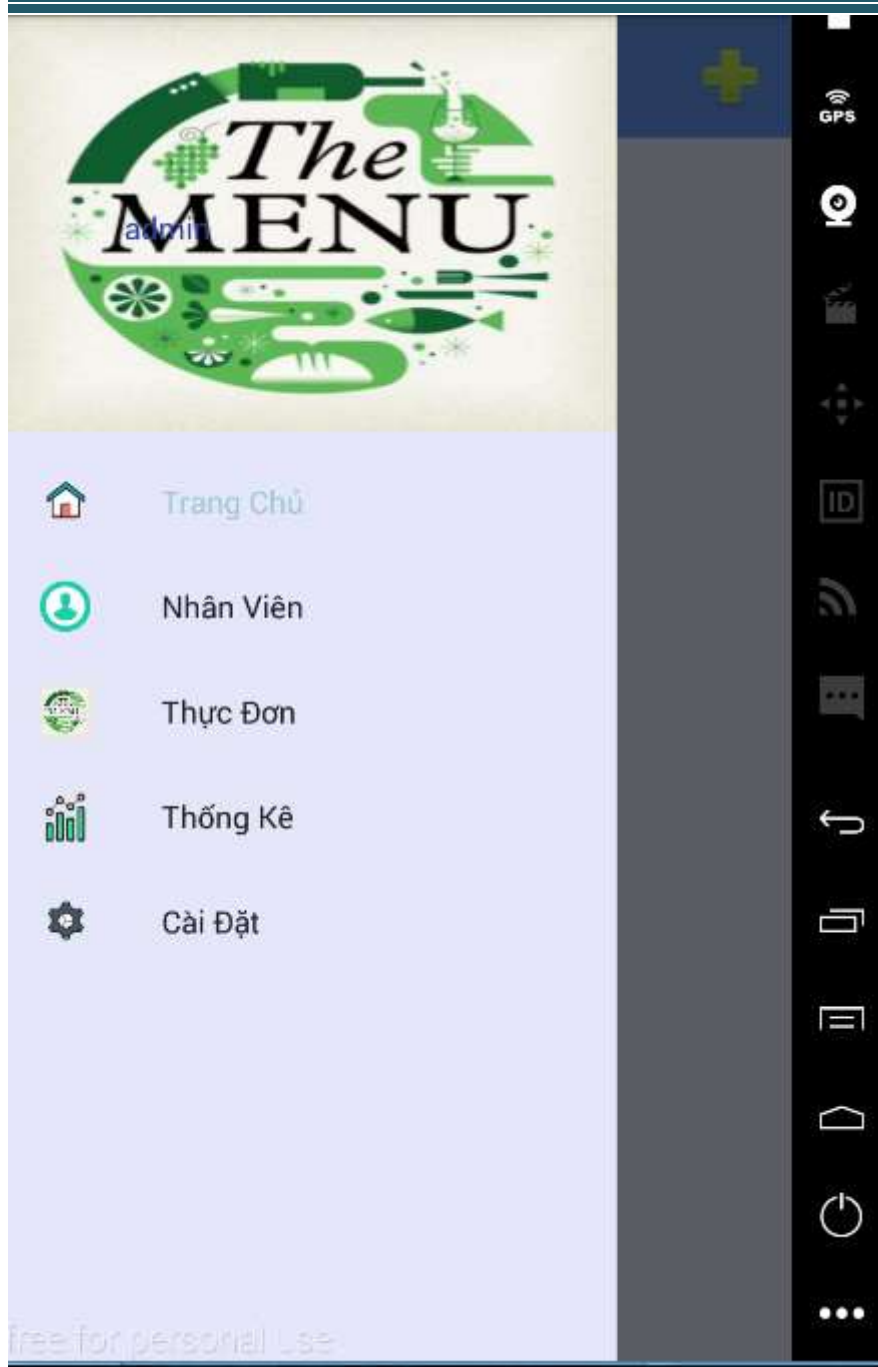 The
MENU
admin
GPS
ID
Trang Chủ
Nhân Viên
Thực Đơn
Thống Kê
Cài Đặt
free for personal use